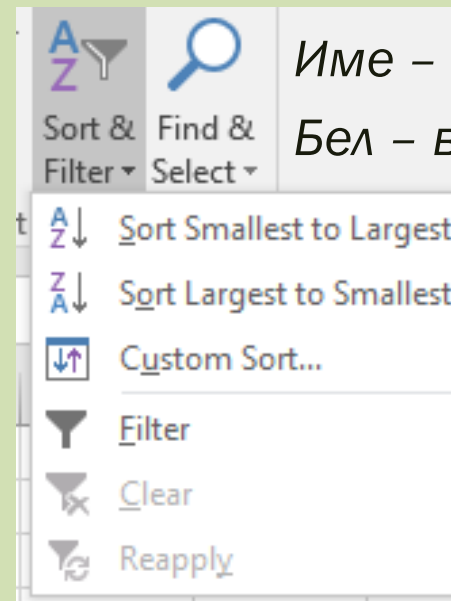 Sort & Find &
Filter Select
Име –
Бел – в
t
Sort Smallest to Largest
Sort Largest to Smallest
Custom Sort...
Filter
Clear
Reapply